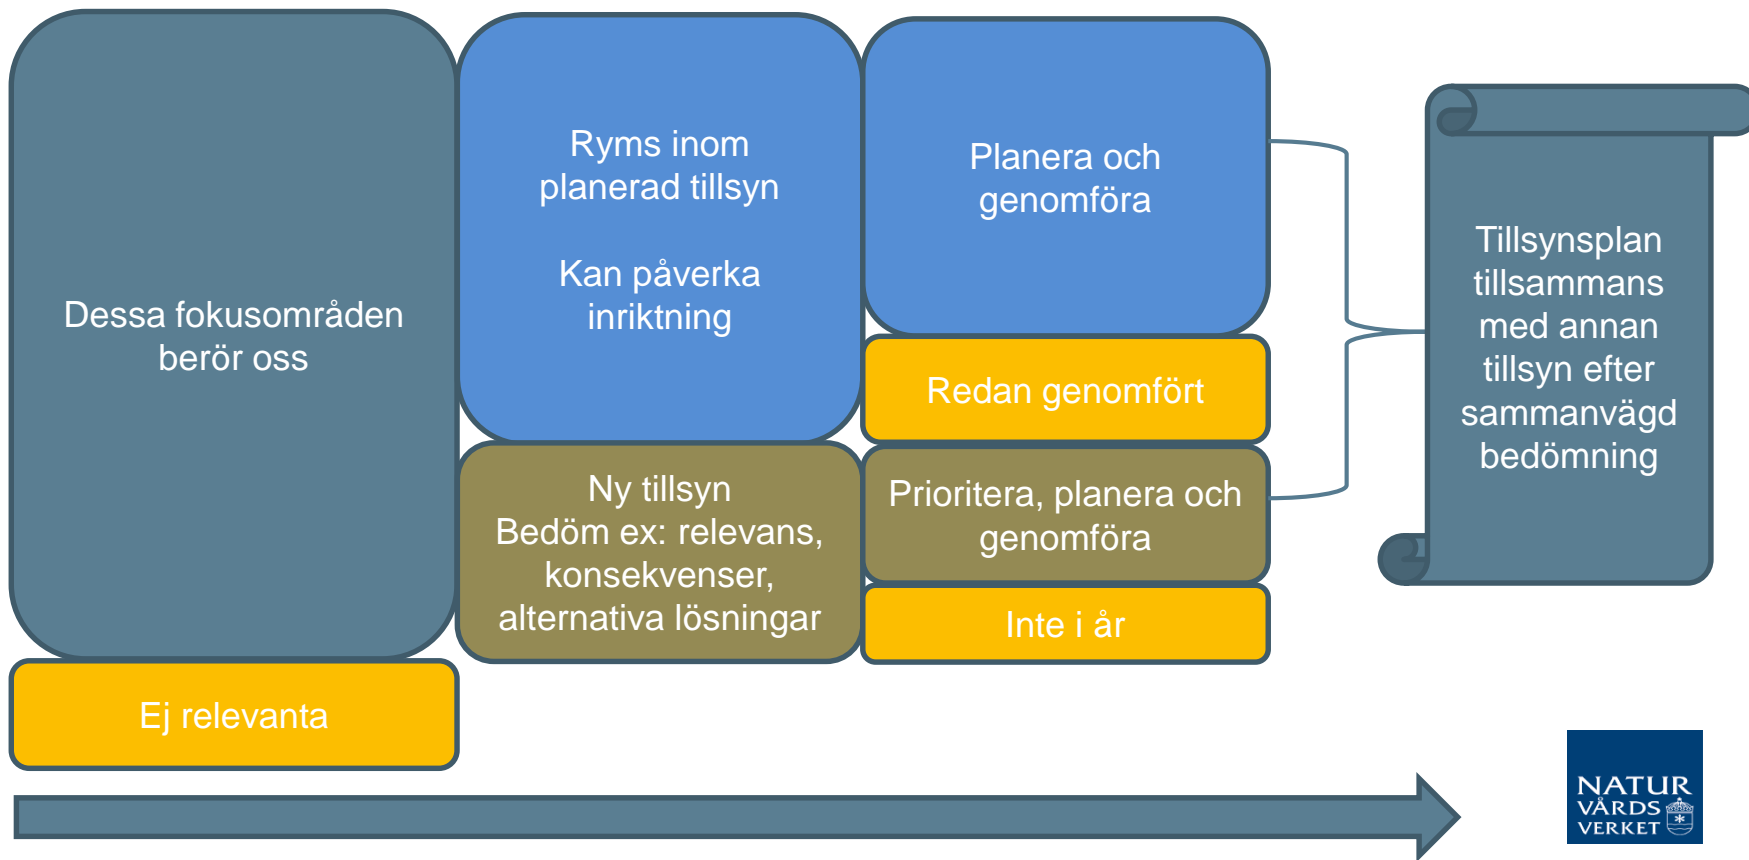 Dessa fokusområden
berör oss
Ej relevanta
Ryms inom
planerad tillsyn
Kan påverka
inriktning
Ny tillsyn
Bedöm ex: relevans,
konsekvenser,
alternativa lösningar
Planera och
genomföra
Redan genomfört
Prioritera, planera och
genomföra
Inte i år
Tillsynsplan
tillsammans
med annan
tillsyn efter
sammanvägd
bedömning
NATUR
VÅRDS
VERKET